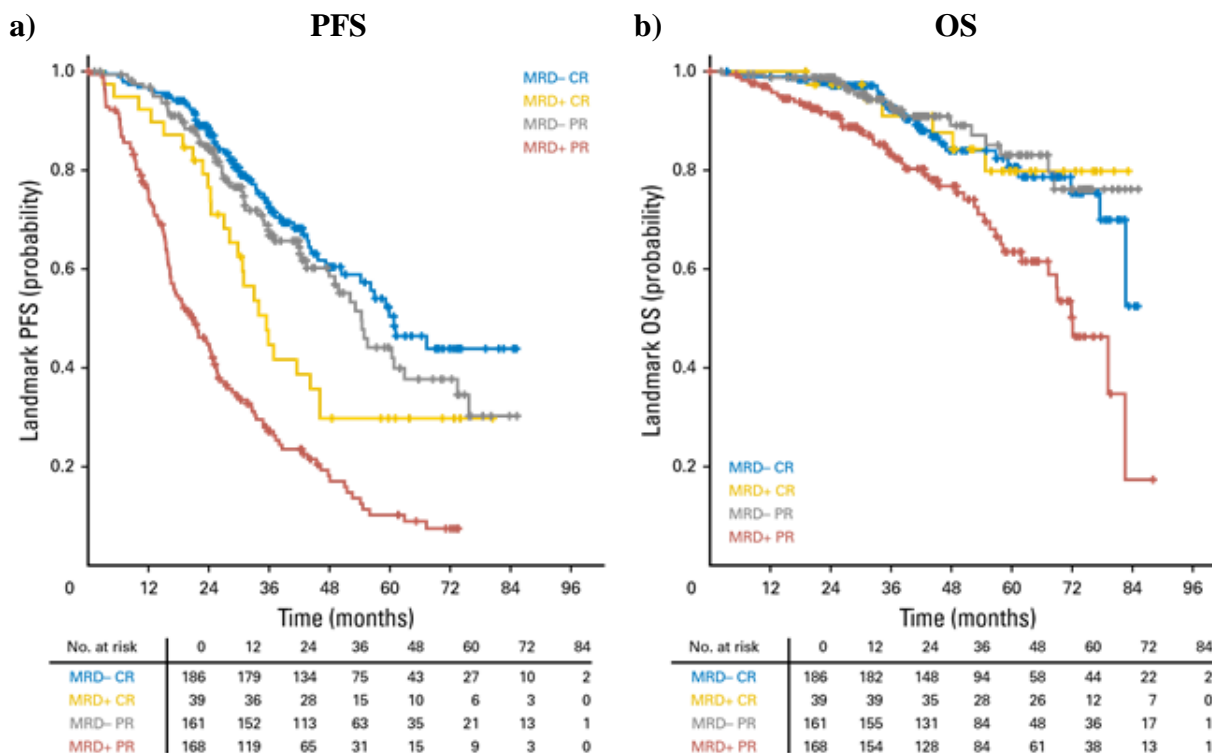 a) PFS
Landmark PFS (probability)
1.0
0.8
0.6
0.4
0.2
MRD– CR
MRD+ CR
MRD– PR
MRD+ PR
0 12 24 36 48 60 72 84 96
Time (months)
No. at risk 0 12 24 36 48 60 72 84
MRD– CR 186 179 134 75 43 27 10 2
MRD+ CR 39 36 28 15 10 6 3 0
MRD– PR 161 152 113 63 35 21 13 1
MRD+ PR 168 119 65 31 15 9 3 0
b) OS
Landmark OS (probability)
1.0
0.8
0.6
0.4
0.2
MRD– CR
MRD+ CR
MRD– PR
MRD+ PR
0 12 24 36 48 60 72 84 96
Time (months)
No. at risk 0 12 24 36 48 60 72 84
MRD– CR 186 182 148 94 58 44 22 2
MRD+ CR 39 39 35 28 26 12 7 0
MRD– PR 161 155 131 84 48 36 17 1
MRD+ PR 168 154 128 84 61 38 13 1